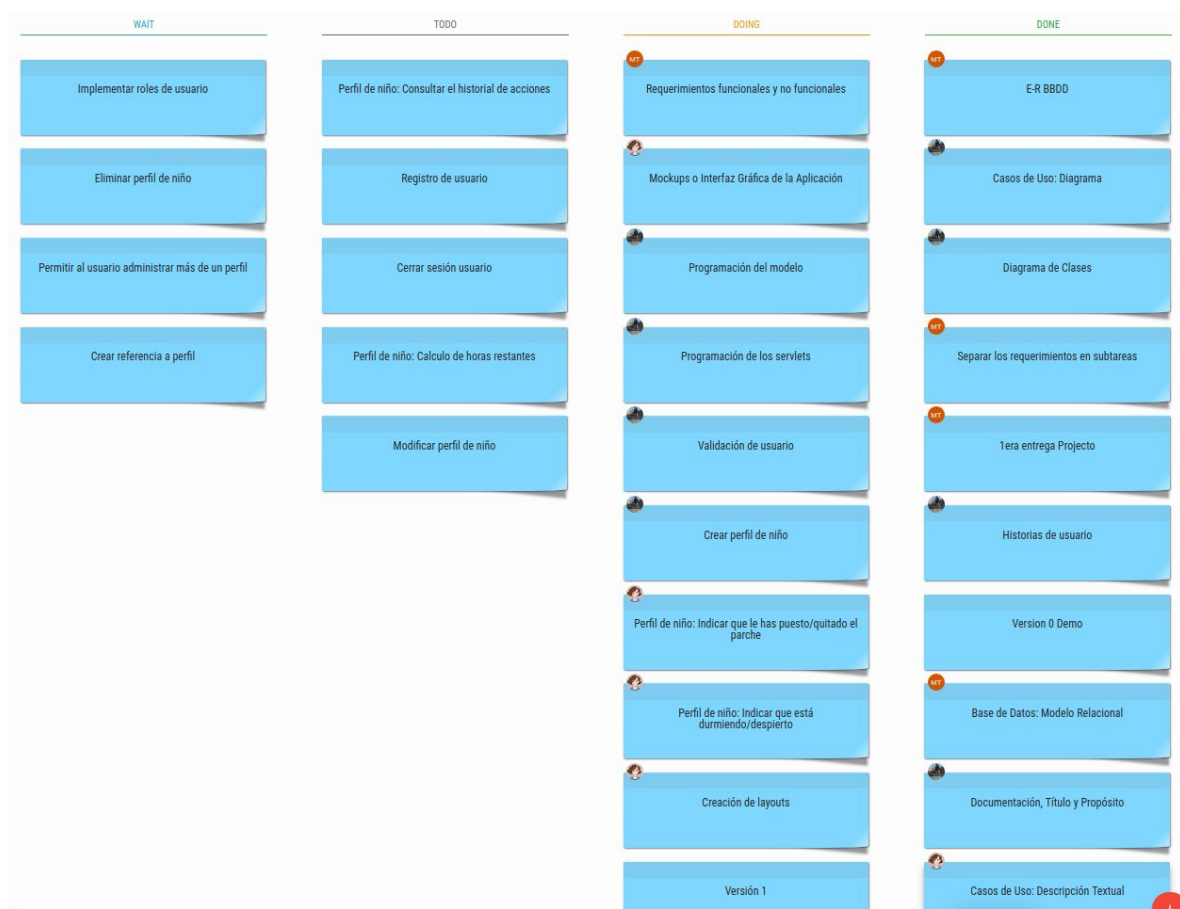 WAIT
Implementar roles de usuario
Eliminar perfil de niño
Permitir al usuario administrar más de un perfil
Crear referencia a perfil
TODO
Perfil de niño: Consultar el historial de acciones
Registro de usuario
Cerrar sesión usuario
Perfil de niño: Calculo de horas restantes
Modificar perfil de niño
DOING
MT
Requerimientos funcionales y no funcionales
Mockups o Interfaz Gráfica de la Aplicación
Programación del modelo
Programación de los servlets
Validación de usuario
Crear perfil de niño
Perfil de niño: Indicar que le has puesto/quitado el
parche
Perfil de niño: Indicar que está
durmiendo/despierto
Creación de layouts
Versión 1
DONE
MT
E-R BBDD
Casos de Uso: Diagrama
Diagrama de Clases
MT
Separar los requerimientos en subtareas
MT
1era entrega Projecto
Historias de usuario
Version 0 Demo
MT
Base de Datos: Modelo Relacional
Documentación, Título y Propósito
Casos de Uso: Descripción Textual